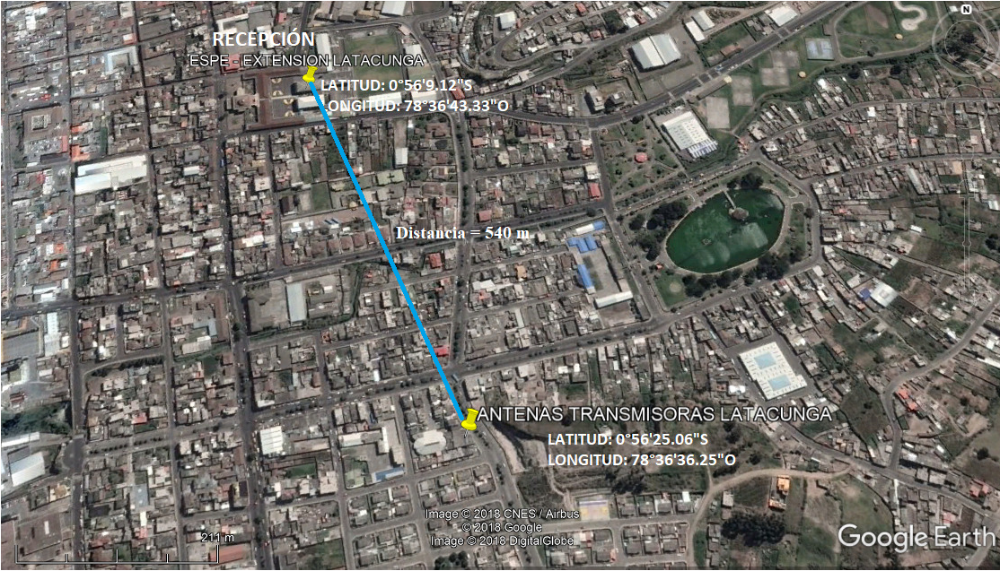 N
RECEPCIÓN
ESPE - EXTENSION LATACUNGA
LATITUD: 0°56'9.12"S
LONGITUD: 78°36'43.33"O
Distancia = 540 m
ANTENAS TRANSMISORAS LATACUNGA
LATITUD: 0°56'25.06"S
LONGITUD: 78°36'36.25"O
Image © 2018 CNES / Airbus
© 2018 Google
Image © 2018 DigitalGlobe
211 m
Google Earth